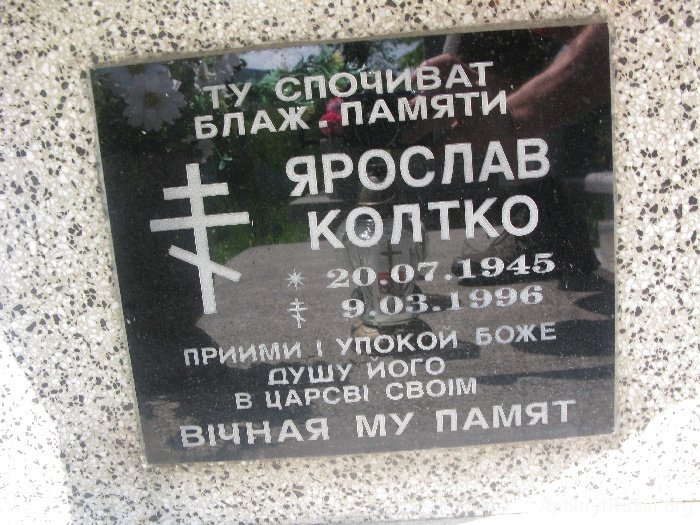 ТУ СПОЧИВАТ
БЛАЖ. ПАМЯТИ
ЯРОСЛАВ
КОЛТКО
20.07.1945
9.03.1996
ПРИИМИ І УПОКОЙ БОЖЕ
ДУШУ ЙОГО
В ЦАРСВІ СВОІМ
ВІЧНАЯ МУ ПАМЯТ